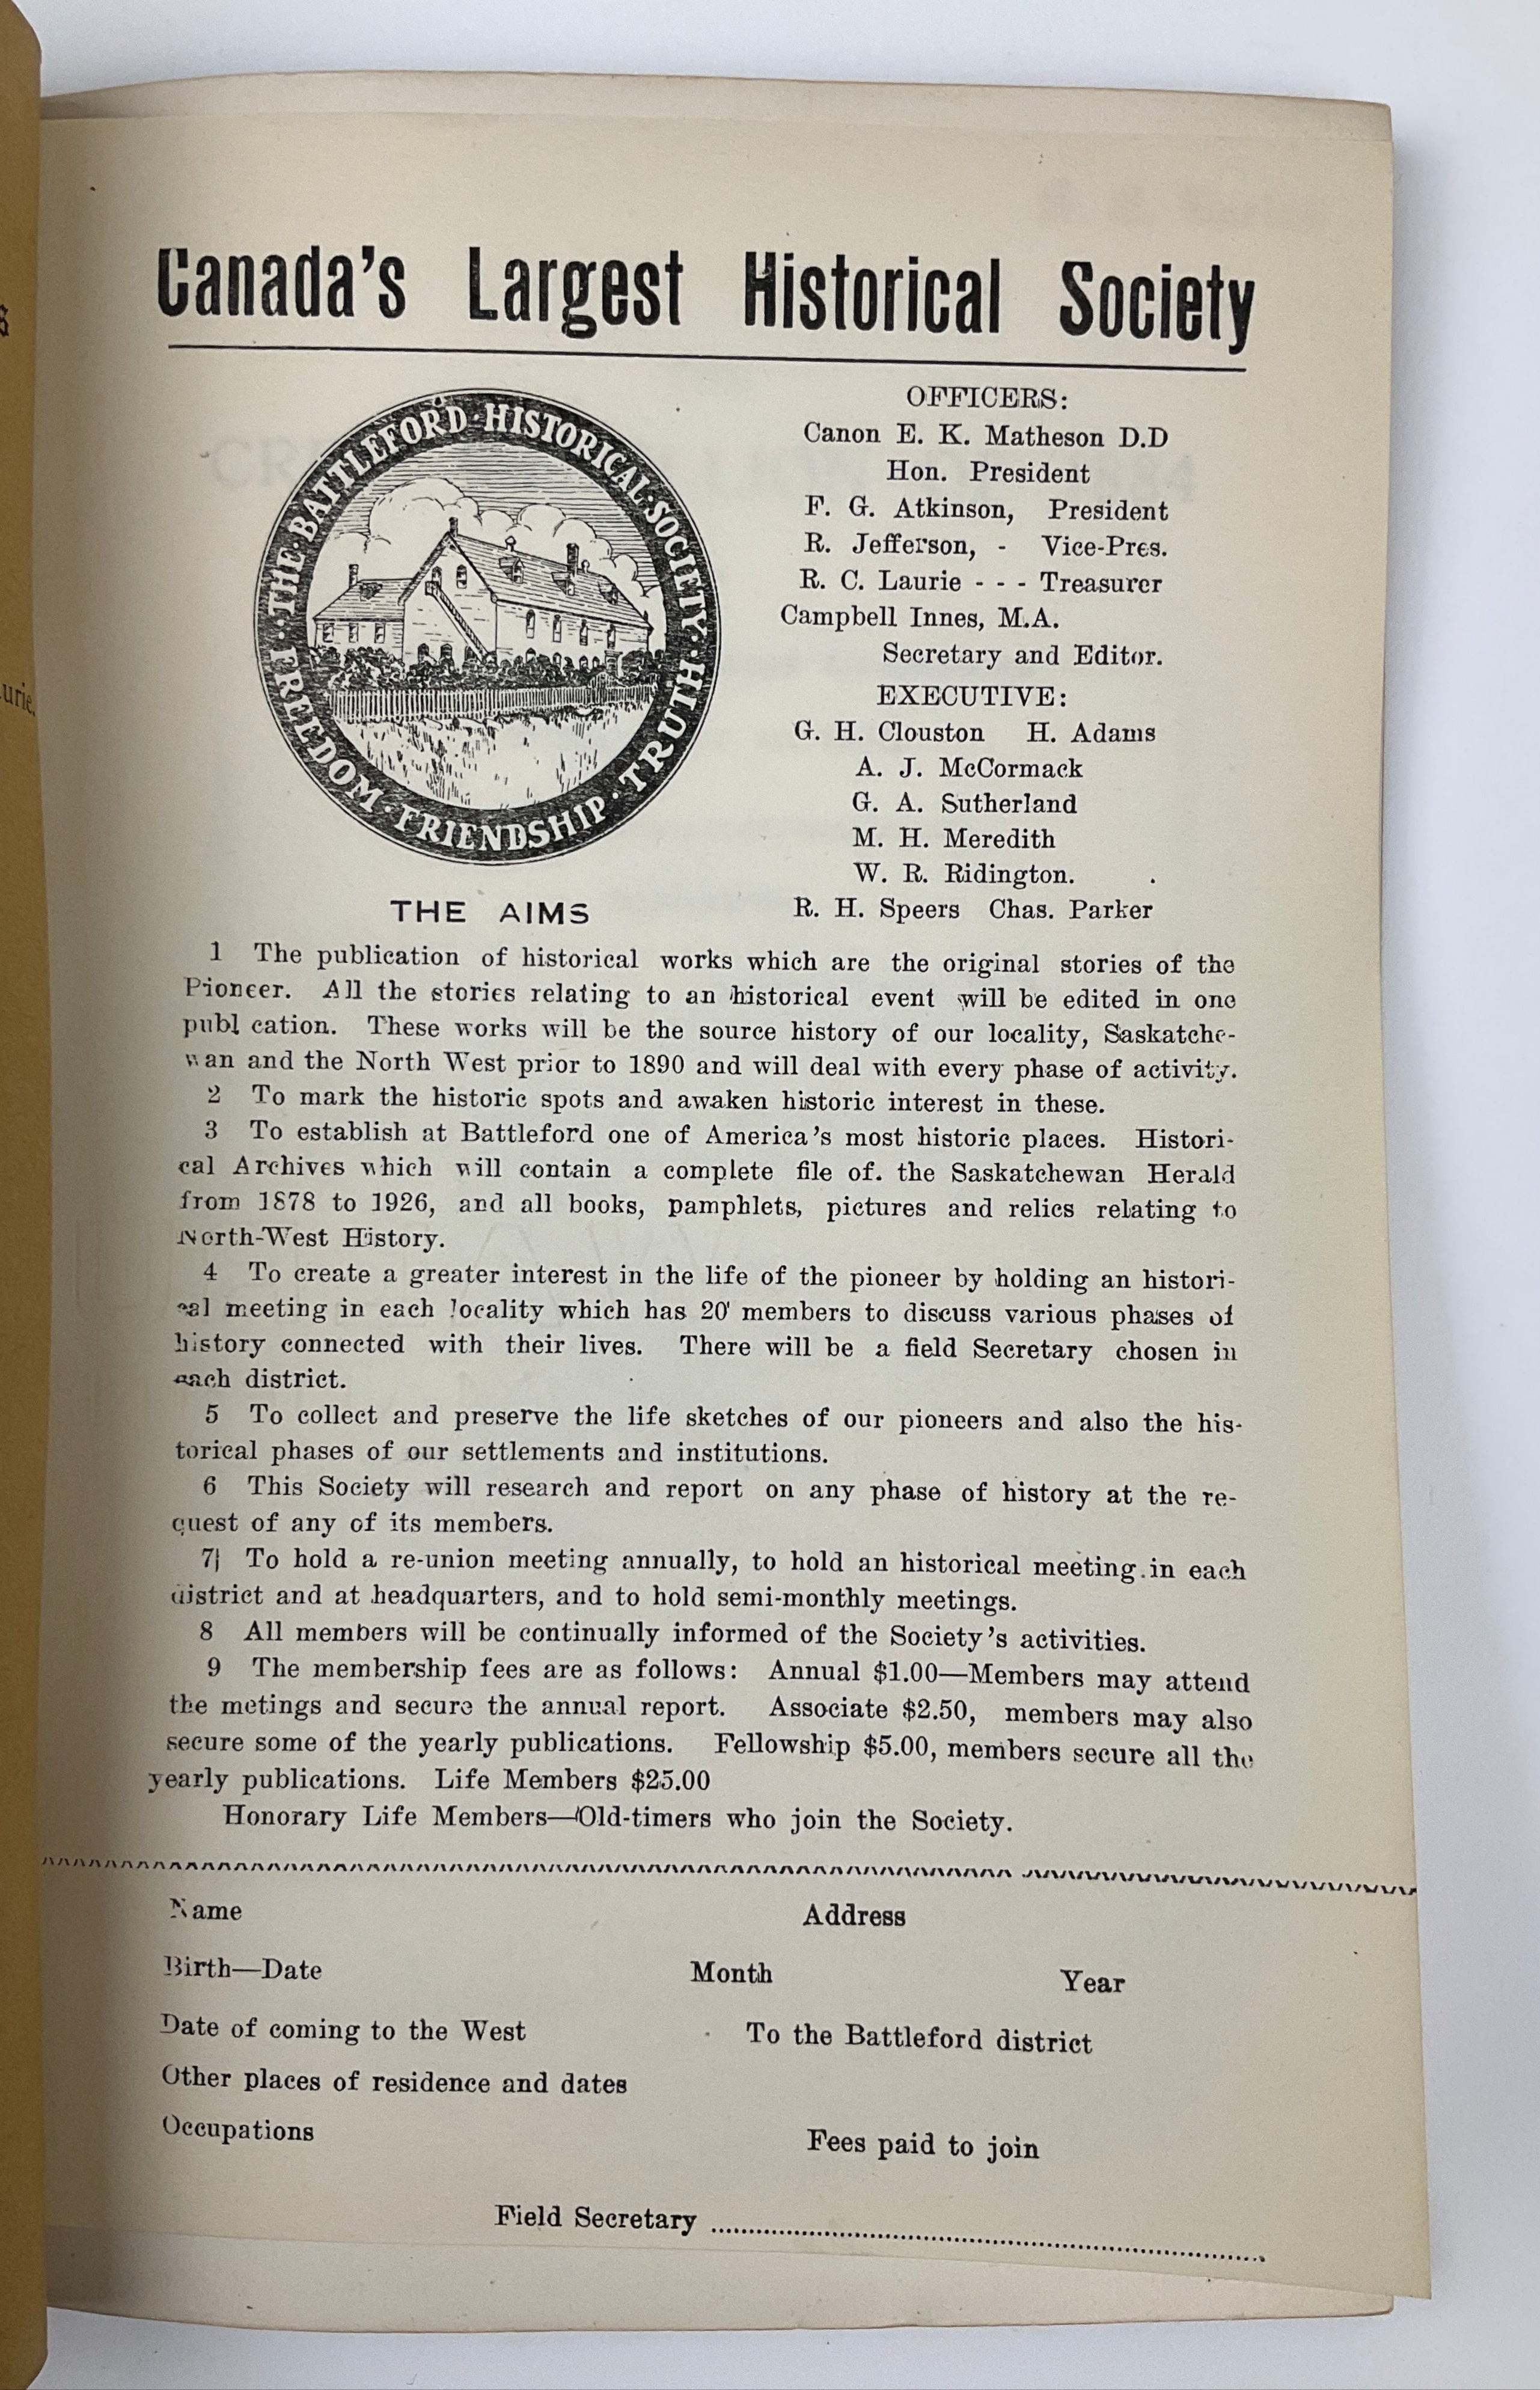 Canada's Largest Historical Society
THE BATTLEFORD · HISTORICAL · SOCIETY ·
FREEDOM · FRIENDSHIP · TRUTH
OFFICERS:
Canon E. K. Matheson D.D
Hon. President
F. G. Atkinson, President
R. Jefferson, - Vice-Pres.
R. C. Laurie - - - Treasurer
Campbell Innes, M.A.
Secretary and Editor.
EXECUTIVE:
G. H. Clouston H. Adams
A. J. McCormack
G. A. Sutherland
M. H. Meredith
W. R. Ridington.
R. H. Speers Chas. Parker
THE AIMS
1 The publication of historical works which are the original stories of the
Pioneer. All the stories relating to an historical event will be edited in one
publ cation. These works will be the source history of our locality, Saskatche-
wan and the North West prior to 1890 and will deal with every phase of activity.
2 To mark the historic spots and awaken historic interest in these.
3 To establish at Battleford one of America's most historic places. Histori-
cal Archives which will contain a complete file of. the Saskatchewan Herald
from 1878 to 1926, and all books, pamphlets, pictures and relics relating to
North-West History.
4 To create a greater interest in the life of the pioneer by holding an histori-
cal meeting in each locality which has 20 members to discuss various phases of
history connected with their lives. There will be a field Secretary chosen in
each district.
5 To collect and preserve the life sketches of our pioneers and also the his-
torical phases of our settlements and institutions.
6 This Society will research and report on any phase of history at the re-
quest of any of its members.
7 To hold a re-union meeting annually, to hold an historical meeting in each
district and at headquarters, and to hold semi-monthly meetings.
8 All members will be continually informed of the Society's activities.
9 The membership fees are as follows: Annual $1.00—Members may attend
the metings and secure the annual report. Associate $2.50, members may also
secure some of the yearly publications. Fellowship $5.00, members secure all the
yearly publications. Life Members $25.00
Honorary Life Members—Old-timers who join the Society.
Name Address
Birth—Date Month Year
Date of coming to the West To the Battleford district
Other places of residence and dates
Occupations Fees paid to join
Field Secretary